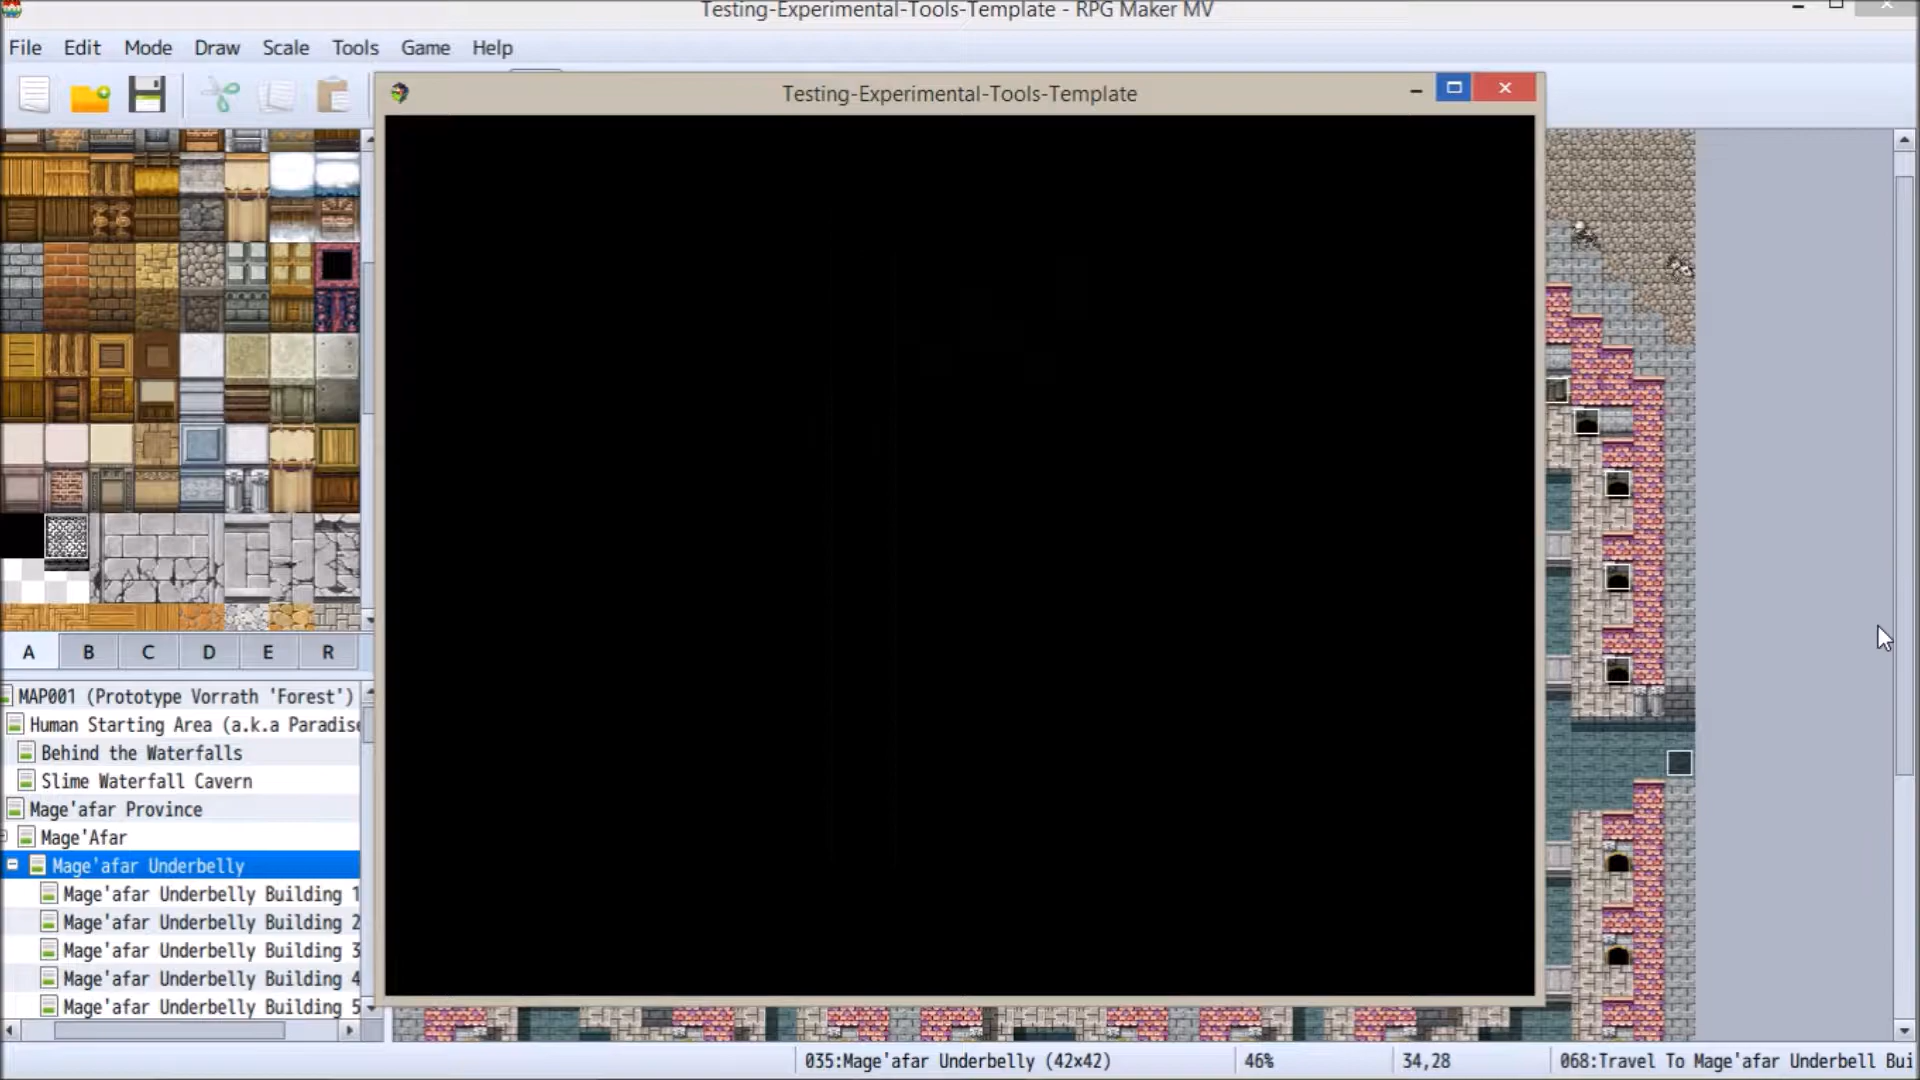 Testing-Experimental-Tools-Template - RPG Maker MV
File Edit Mode Draw Scale Tools Game Help
Testing-Experimental-Tools-Template
A B C D E R
MAP001 (Prototype Vorrath 'Forest')
Human Starting Area (a.k.a Paradise
Behind the Waterfalls
Slime Waterfall Cavern
Mage'afar Province
Mage'Afar
Mage'afar Underbelly
Mage'afar Underbelly Building 1
Mage'afar Underbelly Building 2
Mage'afar Underbelly Building 3
Mage'afar Underbelly Building 4
Mage'afar Underbelly Building 5
035:Mage'afar Underbelly (42x42) 46% 34,28 068:Travel To Mage'afar Underbell Bui